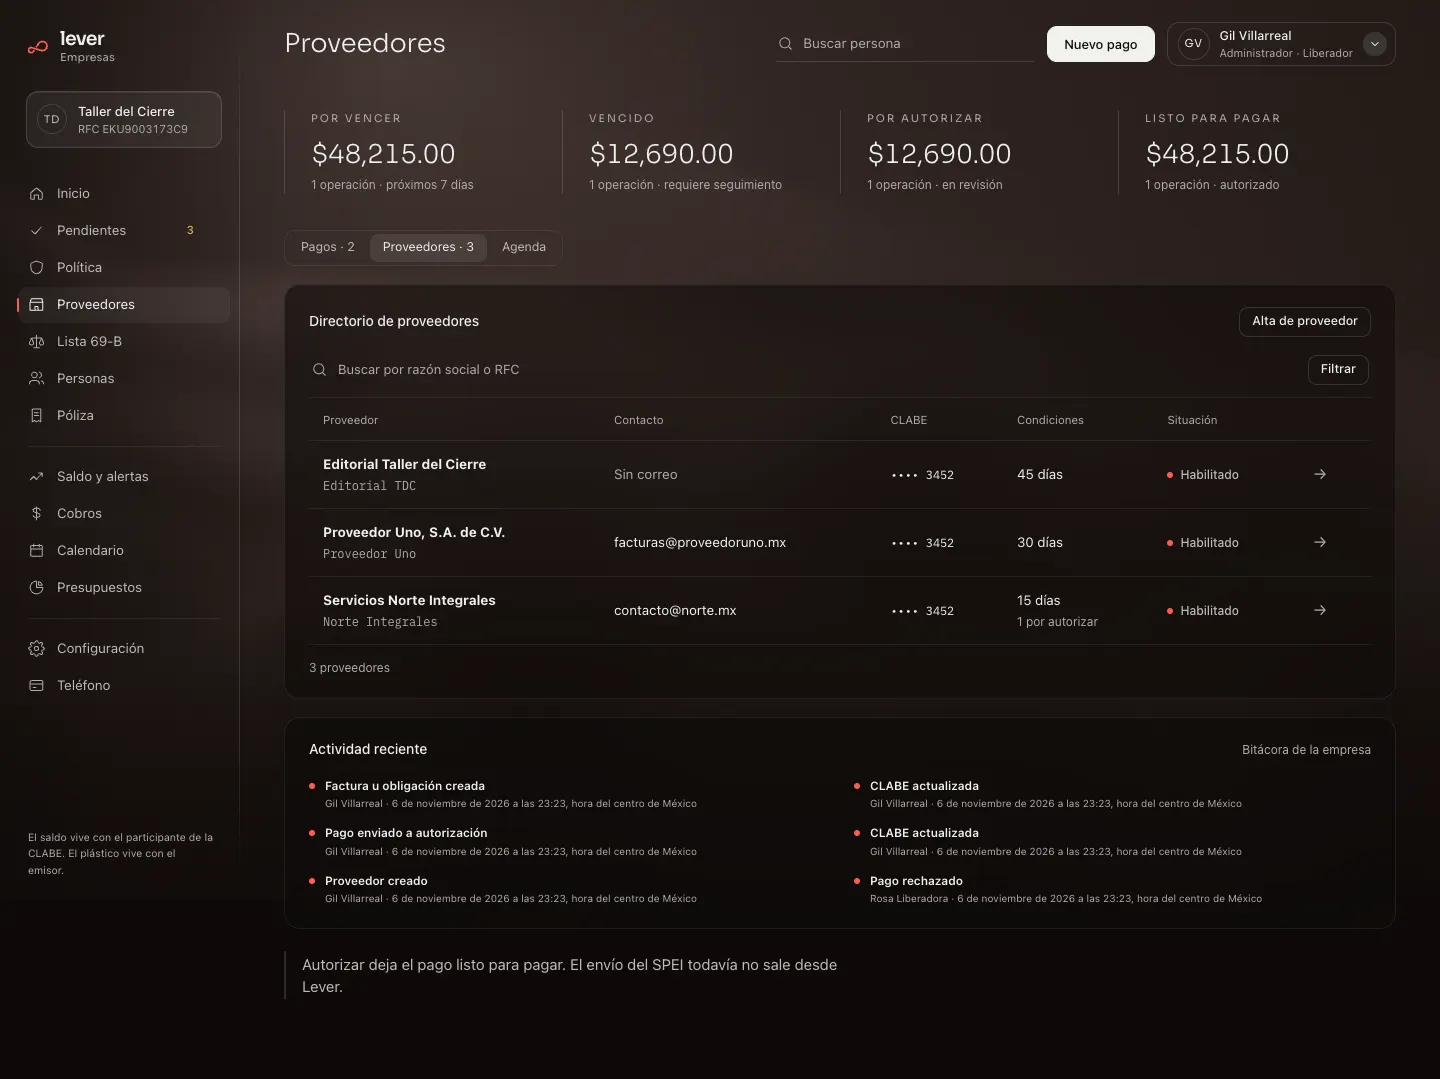 lever
Empresas
TD
Taller del Cierre
RFC EKU9003173C9
Inicio
Pendientes
3
Política
Proveedores
Lista 69-B
Personas
Póliza
Saldo y alertas
Cobros
Calendario
Presupuestos
Configuración
Teléfono
El saldo vive con el participante de la
CLABE. El plástico vive con el
emisor.
Proveedores
Buscar persona
Nuevo pago
GV
Gil Villarreal
Administrador · Liberador
POR VENCER
$48,215.00
1 operación · próximos 7 días
VENCIDO
$12,690.00
1 operación · requiere seguimiento
POR AUTORIZAR
$12,690.00
1 operación · en revisión
LISTO PARA PAGAR
$48,215.00
1 operación · autorizado
Pagos · 2
Proveedores · 3
Agenda
Directorio de proveedores
Alta de proveedor
Buscar por razón social o RFC
Filtrar
Proveedor Contacto CLABE Condiciones Situación
Editorial Taller del Cierre
Editorial TDC
Sin correo
•••• 3452
45 días
Habilitado
Proveedor Uno, S.A. de C.V.
Proveedor Uno
facturas@proveedoruno.mx
•••• 3452
30 días
Habilitado
Servicios Norte Integrales
Norte Integrales
contacto@norte.mx
•••• 3452
15 días
1 por autorizar
Habilitado
3 proveedores
Actividad reciente
Bitácora de la empresa
Factura u obligación creada
Gil Villarreal · 6 de noviembre de 2026 a las 23:23, hora del centro de México
Pago enviado a autorización
Gil Villarreal · 6 de noviembre de 2026 a las 23:23, hora del centro de México
Proveedor creado
Gil Villarreal · 6 de noviembre de 2026 a las 23:23, hora del centro de México
CLABE actualizada
Gil Villarreal · 6 de noviembre de 2026 a las 23:23, hora del centro de México
CLABE actualizada
Gil Villarreal · 6 de noviembre de 2026 a las 23:23, hora del centro de México
Pago rechazado
Rosa Liberadora · 6 de noviembre de 2026 a las 23:23, hora del centro de México
Autorizar deja el pago listo para pagar. El envío del SPEI todavía no sale desde
Lever.